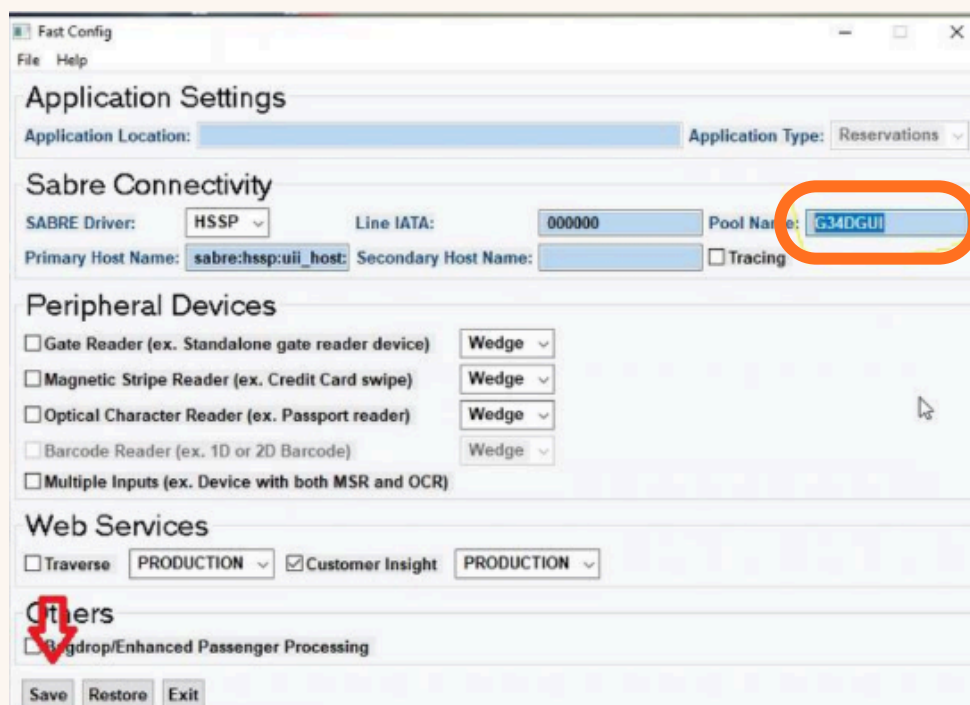 Fast Config
File Help
Application Settings
Application Location: Application Type: Reservations
Sabre Connectivity
SABRE Driver: HSSP Line IATA: 000000 Pool Name: G34DGUI
Primary Host Name: sabre:hssp:uii_host: Secondary Host Name: Tracing
Peripheral Devices
Gate Reader (ex. Standalone gate reader device) Wedge
Magnetic Stripe Reader (ex. Credit Card swipe) Wedge
Optical Character Reader (ex. Passport reader) Wedge
Barcode Reader (ex. 1D or 2D Barcode) Wedge
Multiple Inputs (ex. Device with both MSR and OCR)
Web Services
Traverse PRODUCTION Customer Insight PRODUCTION
Others
Bagdrop/Enhanced Passenger Processing
Save Restore Exit